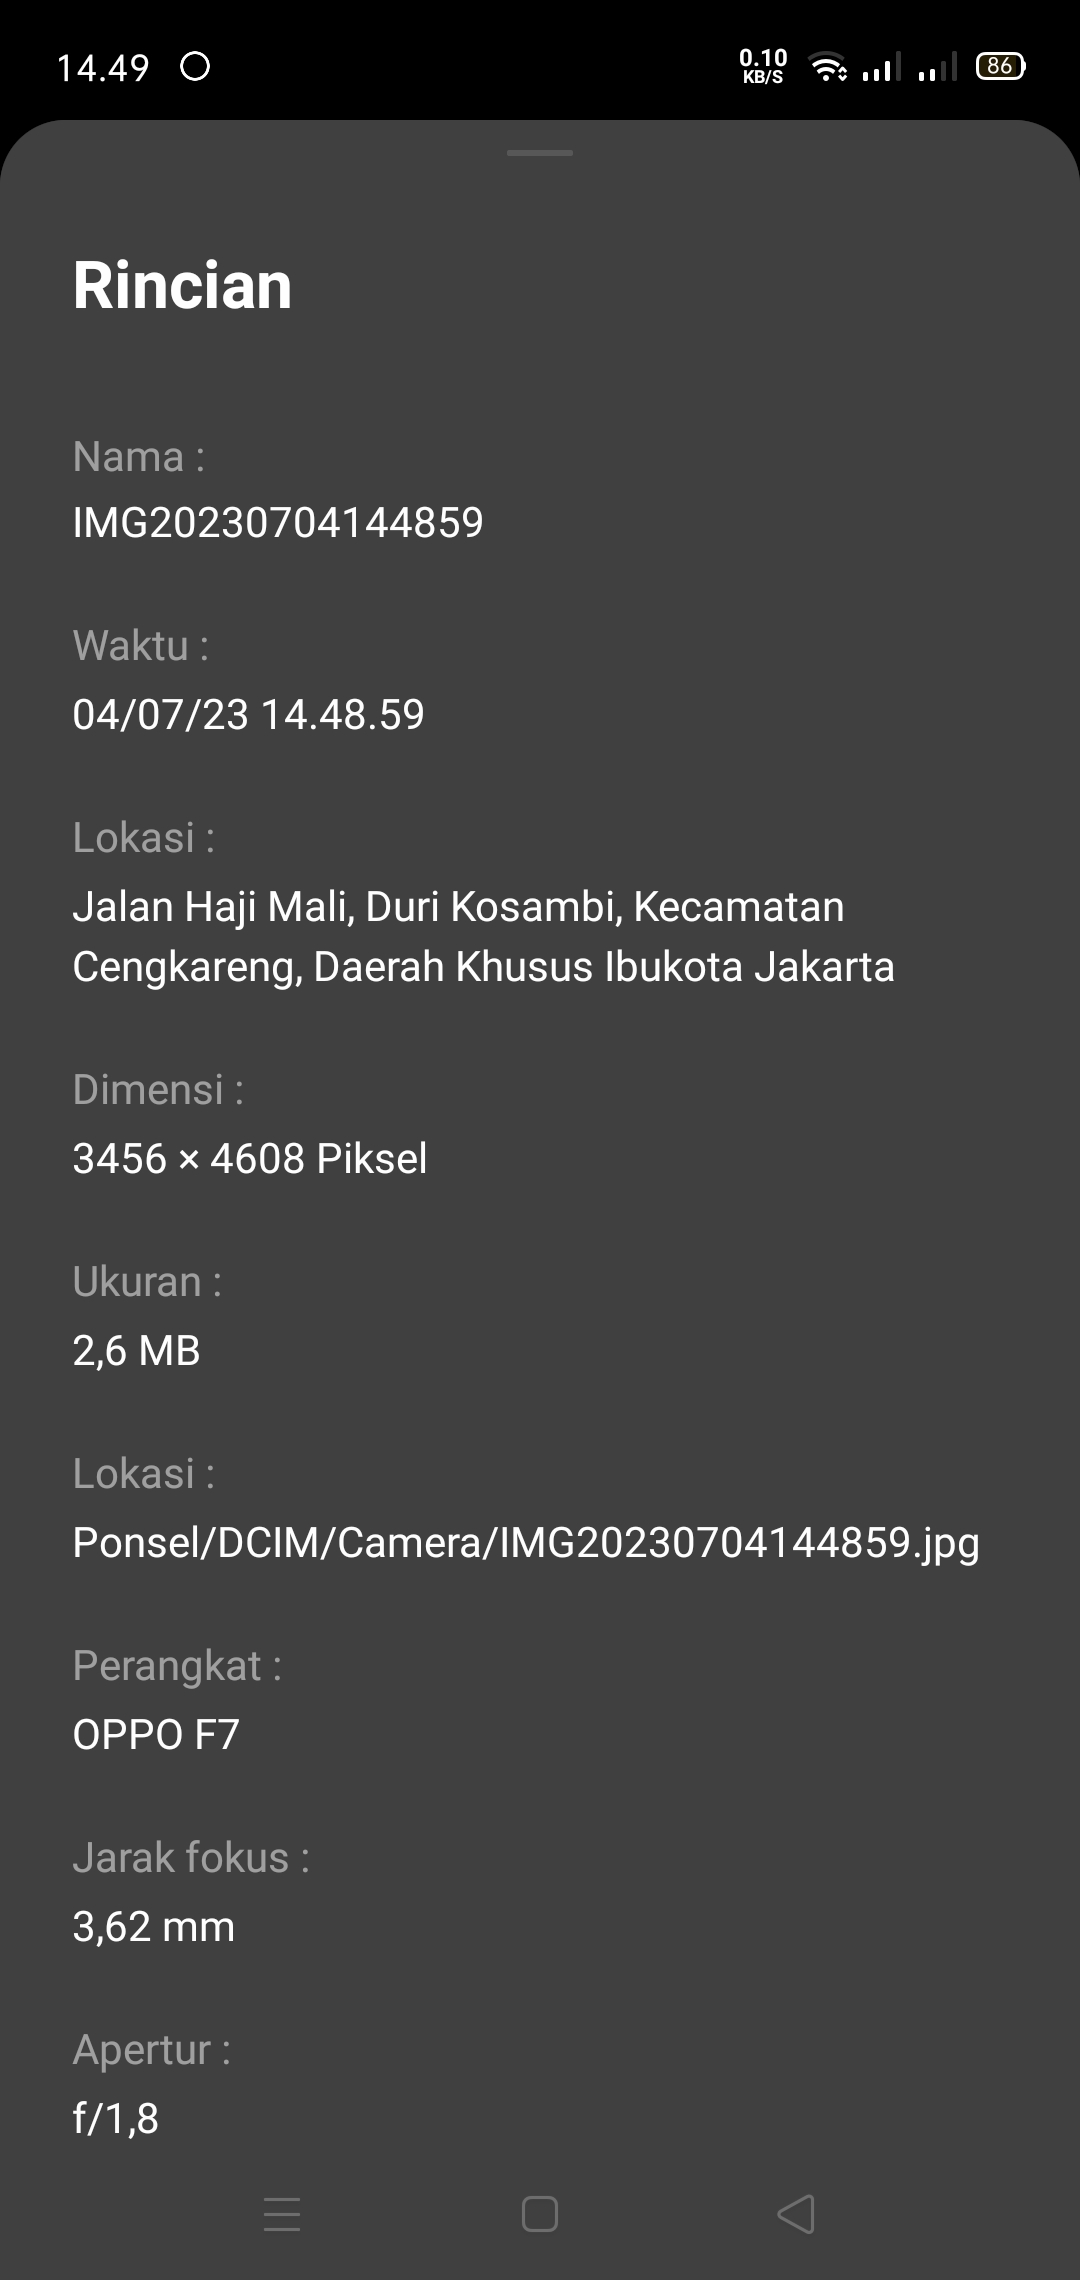 14.49
0.10
KB/S
86
Rincian
Nama :
IMG20230704144859
Waktu :
04/07/23 14.48.59
Lokasi :
Jalan Haji Mali, Duri Kosambi, Kecamatan
Cengkareng, Daerah Khusus Ibukota Jakarta
Dimensi :
3456 × 4608 Piksel
Ukuran :
2,6 MB
Lokasi :
Ponsel/DCIM/Camera/IMG20230704144859.jpg
Perangkat :
OPPO F7
Jarak fokus :
3,62 mm
Apertur :
f/1,8